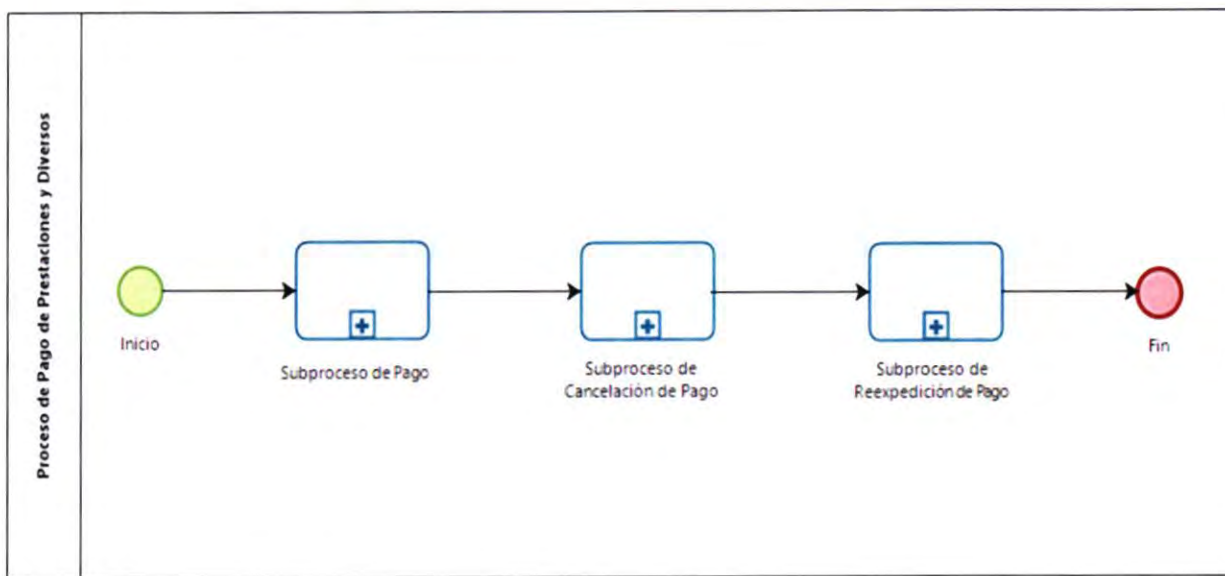 Proceso de Pago de Prestaciones y Diversos
Inicio
Subproceso de Pago
Subproceso de
Cancelación de Pago
Subproceso de
Reexpedición de Pago
Fin